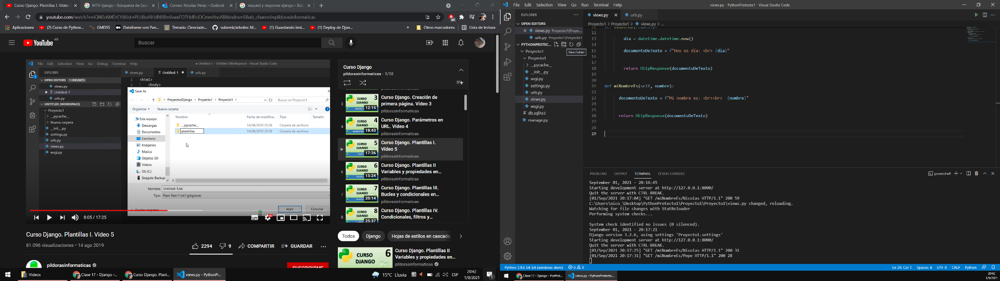 Curso Django. Plantillas I. Vídeo 5
MTV django - Búsqueda de Goo
Correo: Nicolas Perez - Outlook
request y response django - Bús
youtube.com/watch?v=iQN0z6MDrEY&list=PLU8oAlHdN5BmfvwxFO7HdPciOCmmYneAB&index=5&ab_channel=pildorasinformaticas
34
Aplicaciones
(2) Curso de Python...
GMDSS
Dataframe con Pan...
Temario_Cienciade...
suberek/arboles: M...
(1) Guardando imá...
(1) Deploy de Djan...
»
Otros marcadores
Lista de lectura
YouTube AR
Buscar
File Edit Selection View Go Debug Terminal Help
● Untitled-1 - Untitled (Workspace) - Visual Studio Code
EXPLORER
OPEN EDITORS 1 UNSAVED
views.py
Untitled-1
urls.py
UNTITLED (WORKSPACE)
Proyecto1
__pycache__
Nueva carpeta
__init__.py
settings.py
urls.py
views.py
wsgi.py
views.py
Untitled-1
urls.py
1 <html>
2 <body>
Save As
« ProyectosDjango > Proyecto1 > Proyecto1 >
Buscar en Proyecto1
Organizar
Nueva carpeta
Este equipo
Descargas
Documentos
Escritorio
Imágenes
Música
Objetos 3D
Vídeos
OS (C:)
Seagate Backup
Nombre Fecha de modifica... Tipo Tamaño
__pycache__ 14/08/2019 20:28 Carpeta de archivos
plantillas 14/08/2019 20:39 Carpeta de archivos
Nombre: Untitled-1.txt
Tipo: Plain Text (*.txt;*.gitignore)
Ocultar carpetas
Abrir
Cancelar
8:05 / 17:25
HD
Curso Django. Plantillas I. Vídeo 5
81.096 visualizaciones • 14 ago 2019
2294
9
COMPARTIR
GUARDAR
pildorasinformaticas
SUSCRIBIRME
Curso Django
pildorasinformaticas - 5/58
pildorasinformaticas
3
CURSO DJANGO 3
12:15
Curso Django. Creación de primera página. Vídeo 3
pildorasinformaticas
4
CURSO DJANGO 4
18:43
Curso Django. Parámetros en URL. Vídeo 4
pildorasinformaticas
CURSO DJANGO 5
17:26
Curso Django. Plantillas I. Vídeo 5
pildorasinformaticas
6
CURSO DJANGO 6
15:24
Curso Django. Plantillas II Variables y propiedades en...
pildorasinformaticas
7
CURSO DJANGO 7
20:14
Curso Django. Plantillas III. Bucles y condicionales en...
pildorasinformaticas
8
CURSO DJANGO 8
25:37
Curso Django. Plantillas IV. Condicionales, filtros y...
Todos
Django
Hojas de estilos en cascada
CURSO DJANGO 6
Curso Django. Plantillas II
Variables y propiedades en...
pildorasinformaticas
Videos
Clase 17 - Django -...
Curso Django. Plant...
views.py - PythonPr...
15°C Lluvia
ESP
20:42
1/9/2021
1
File Edit Selection View Go Run Terminal Help
views.py - PythonProtecto1 - Visual Studio Code
EXPLORER
OPEN EDITORS
views.py Proyecto1\Proye...
urls.py Proyecto1\Proyecto1
PYTHONPROTEC...
New Folder
Proyecto1
Proyecto1
__pycache__
__init__.py
asgi.py
settings.py
urls.py
views.py
wsgi.py
db.sqlite3
manage.py
views.py
urls.py
Proyecto1 > Proyecto1 > views.py > ...
12
13 dia = datetime.datetime.now()
14
15 documentoDeTexto = f"Hoy es día: <br> {dia}"
16
17
18 return HttpResponse(documentoDeTexto)
19
20
21 def miNombreEs(self, nombre):
22
23 documentoDeTexto = f"Mi nombre es: <br><br> {nombre}"
24
25
26 return HttpResponse(documentoDeTexto)
27
28
29
PROBLEMS OUTPUT TERMINAL DEBUG CONSOLE
powershell
September 01, 2021 - 20:16:45
Starting development server at http://127.0.0.1:8000/
Quit the server with CTRL-BREAK.
[01/Sep/2021 20:17:04] "GET /miNombreEs/Nicolas HTTP/1.1" 200 59
C:\Users\nico_\Desktop\PythonProtecto1\Proyecto1\Proyecto1\views.py changed, reloading.
Watching for file changes with StatReloader
Performing system checks...
System check identified no issues (0 silenced).
September 01, 2021 - 20:17:21
Django version 3.2.6, using settings 'Proyecto1.settings'
Starting development server at http://127.0.0.1:8000/
Quit the server with CTRL-BREAK.
[01/Sep/2021 20:17:25] "GET /miNombreEs/Nicolas HTTP/1.1" 200 31
[01/Sep/2021 20:17:31] "GET /miNombreEs/Pepe HTTP/1.1" 200 28
Python 3.9.6 64-bit (windows store)
0 0
Ln 29, Col 1
Spaces: 4
UTF-8
CRLF
Python
Clase 17 - Django - Portfoli...
views.py - PythonProtecto...
20:42
1/9/2021